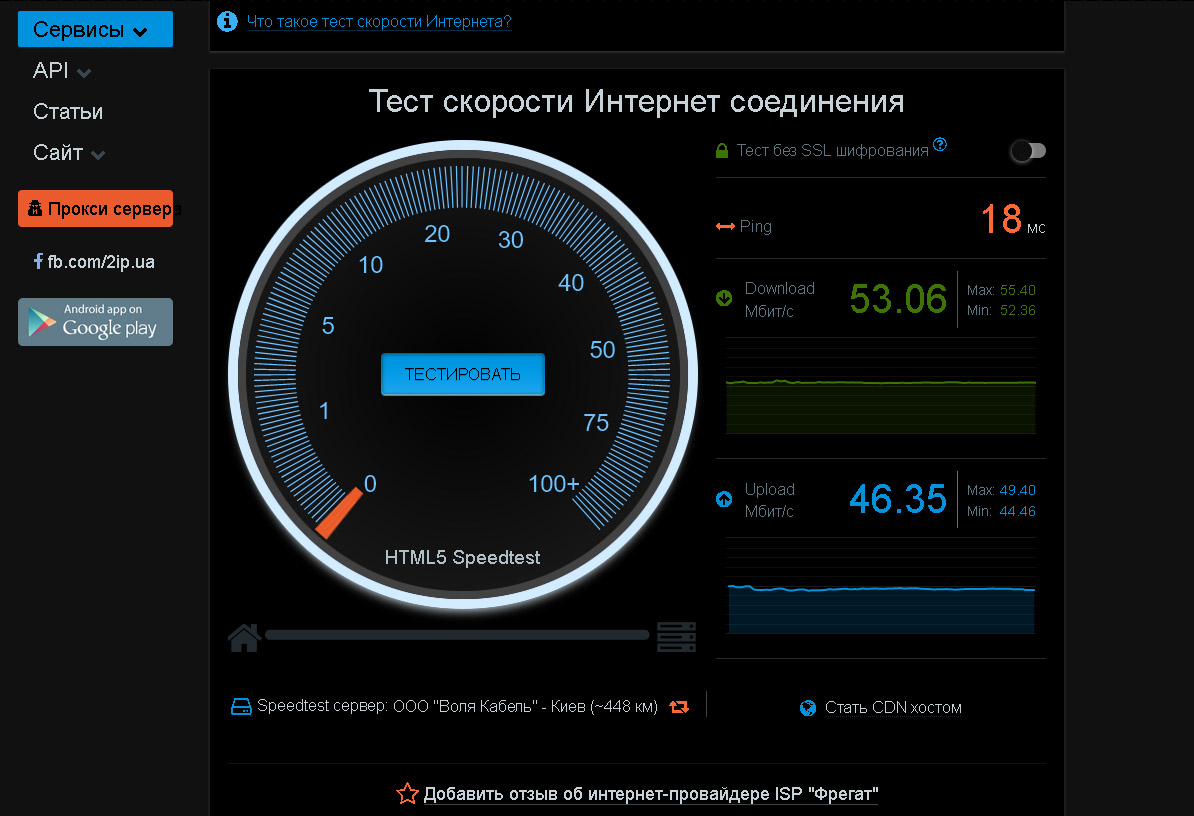 Сервисы
API
Статьи
Сайт
Прокси сервера
fb.com/2ip.ua
Android app on
Google play
Что такое тест скорости Интернета?
Тест скорости Интернет соединения
20
30
10
40
5
50
ТЕСТИРОВАТЬ
1
75
0
100+
HTML5 Speedtest
Тест без SSL шифрования ?
Ping
18 мс
Download
Мбит/с
53.06
Max: 55.40
Min: 52.36
Upload
Мбит/с
46.35
Max: 49.40
Min: 44.46
Speedtest сервер: ООО "Воля Кабель" - Киев (~448 км)
Стать CDN хостом
Добавить отзыв об интернет-провайдере ISP "Фрегат"